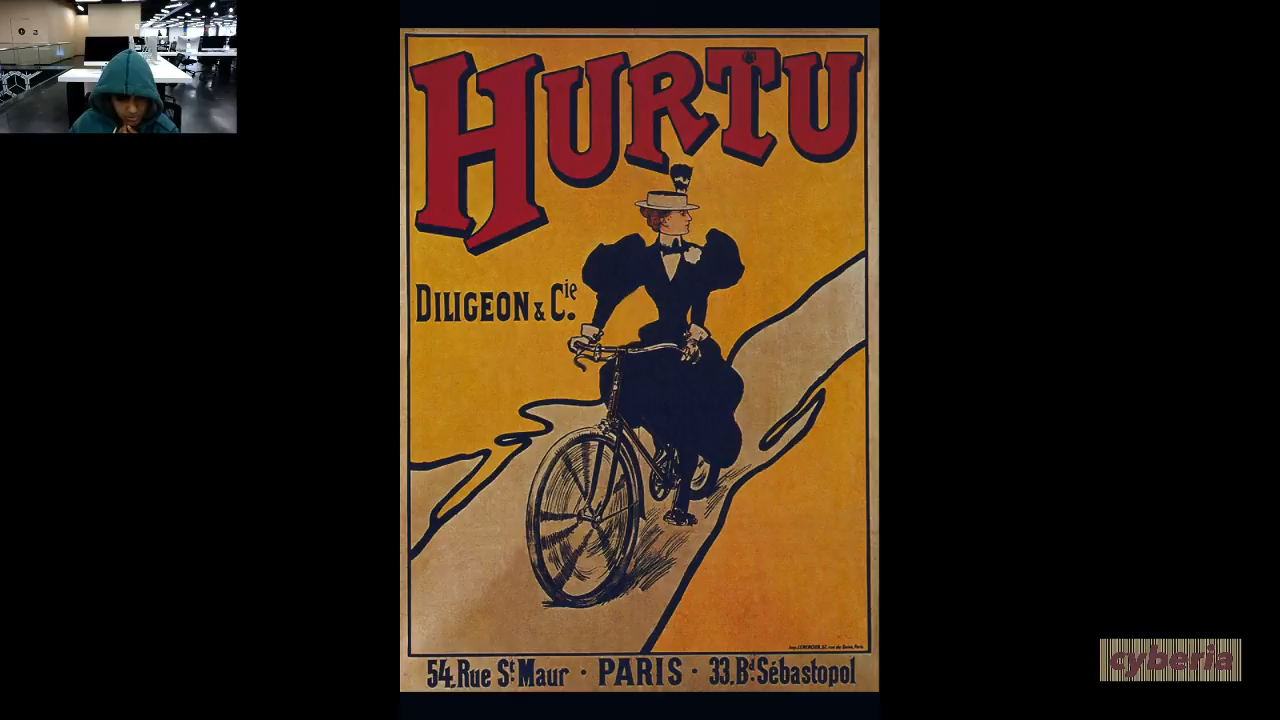 HURTU
DILIGEON & Cie.
54, Rue St Maur · PARIS · 33, Bd Sébastopol
cyberia